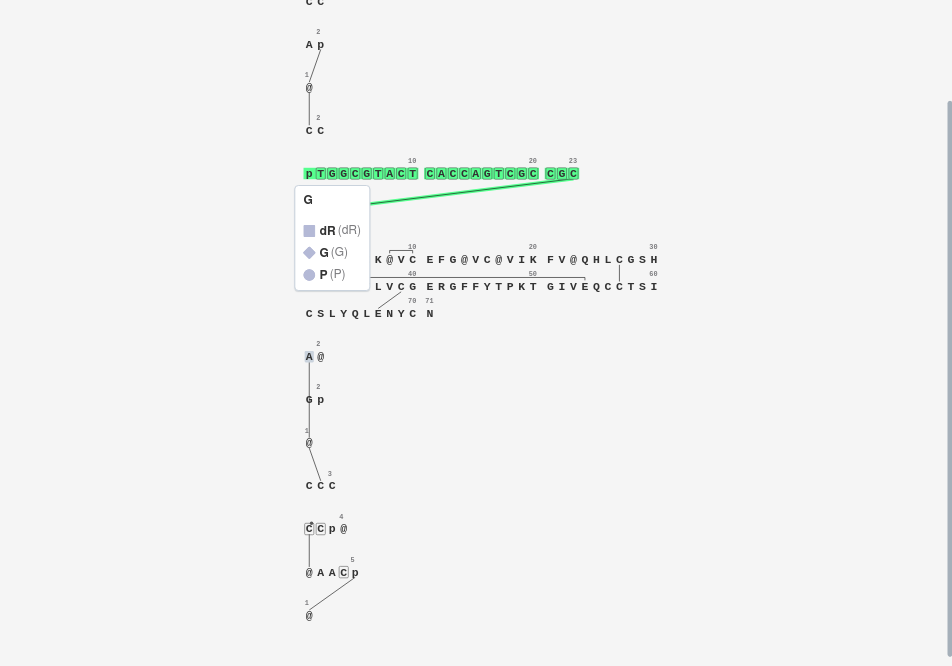 C C
2
A p
1
@
2
C C
10 20 23
p T G G C G T A C T C A C C A G T C G C C G C
G
dR (dR)
G (G)
P (P)
10 20 30
K @ V C E F G @ V C @ V I K F V @ Q H L C G S H
40 50 60
L V C G E R G F F Y T P K T G I V E Q C C T S I
70 71
C S L Y Q L E N Y C N
2
A @
2
G p
1
@
3
C C C
4
C C p @
5
@ A A C p
1
@